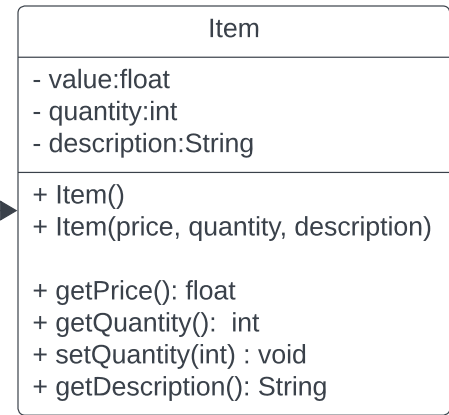 Item
- value:float
- quantity:int
- description:String
+ Item()
+ Item(price, quantity, description)
+ getPrice(): float
+ getQuantity():  int
+ setQuantity(int) : void
+ getDescription(): String